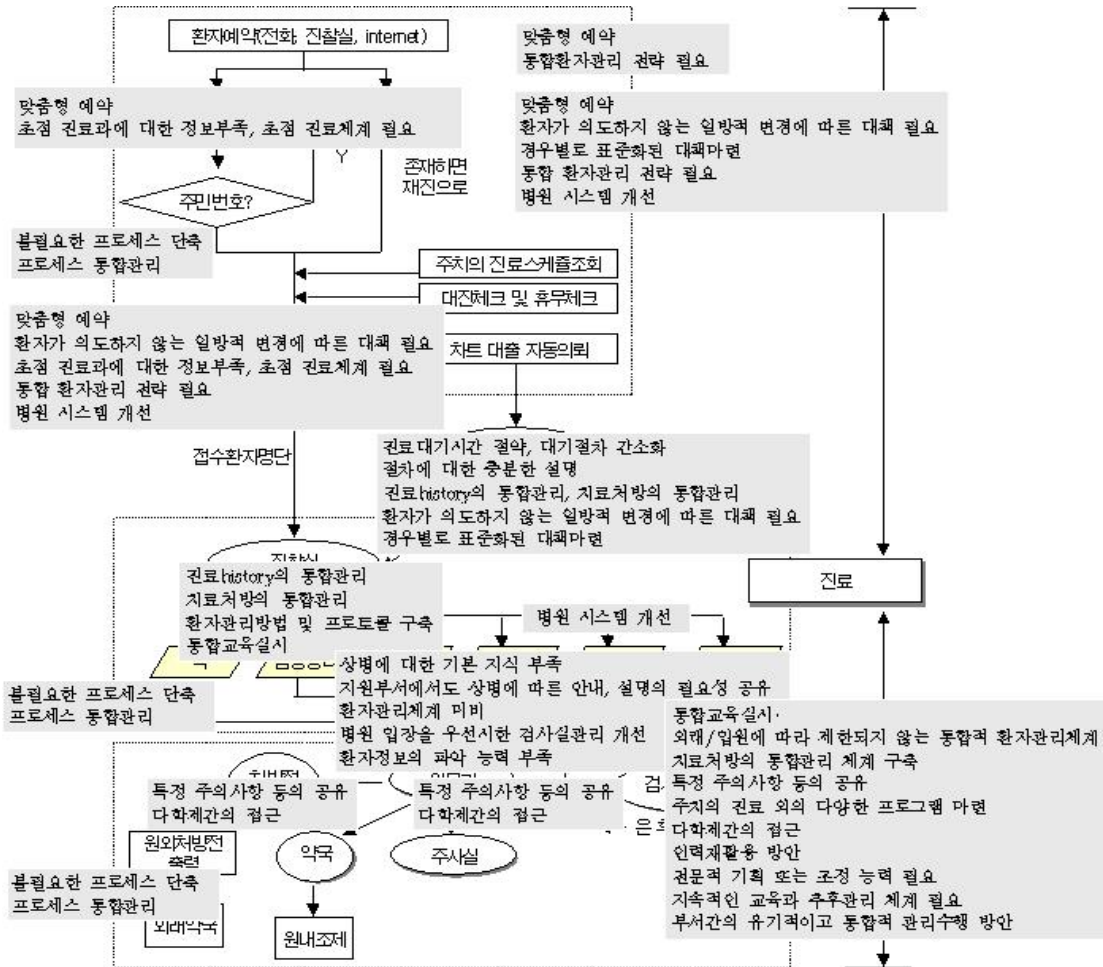 환자예약(전화, 진찰실, internet)
맞춤형 예약
통합환자관리 전략 필요
맞춤형 예약
초점 진료과에 대한 정보부족, 초점 진료체계 필요
맞춤형 예약
환자가 의도하지 않는 일방적 변경에 따른 대책 필요
경우별로 표준화된 대책마련
통합 환자관리 전략 필요
병원 시스템 개선
Y
존재하면
재진으로
주민번호?
불필요한 프로세스 단축
프로세스 통합관리
주치의 진료스케쥴조회
대진체크 및 휴무체크
차트 대출 자동의뢰
맞춤형 예약
환자가 의도하지 않는 일방적 변경에 따른 대책 필요
초점 진료과에 대한 정보부족, 초점 진료체계 필요
통합 환자관리 전략 필요
병원 시스템 개선
접수환자명단
진료대기시간 절약, 대기절차 간소화
절차에 대한 충분한 설명
진료history의 통합관리, 치료처방의 통합관리
환자가 의도하지 않는 일방적 변경에 따른 대책 필요
경우별로 표준화된 대책마련
진찰실
진료history의 통합관리
치료처방의 통합관리
환자관리방법 및 프로토콜 구축
통합교육실시
진료
병원 시스템 개선
상병에 대한 기본 지식 부족
지원부서에서도 상병에 따른 안내, 설명의 필요성 공유
환자관리체계 미비
병원 입장을 우선시한 검사실관리 개선
환자정보의 파악 능력 부족
불필요한 프로세스 단축
프로세스 통합관리
통합교육실시·
외래/입원에 따라 제한되지 않는 통합적 환자관리체계
치료처방의 통합관리 체계 구축
특정 주의사항 등의 공유
주치의 진료 외의 다양한 프로그램 마련
다학제간의 접근
인력재활용 방안
전문적 기획 또는 조정 능력 필요
지속적인 교육과 추후관리 체계 필요
부서간의 유기적이고 통합적 관리수행 방안
처방전
특정 주의사항 등의 공유
다학제간의 접근
특정 주의사항 등의 공유
다학제간의 접근
검
은
원외처방전
출력
약국
주사실
불필요한 프로세스 단축
프로세스 통합관리
외래약국
원내조제